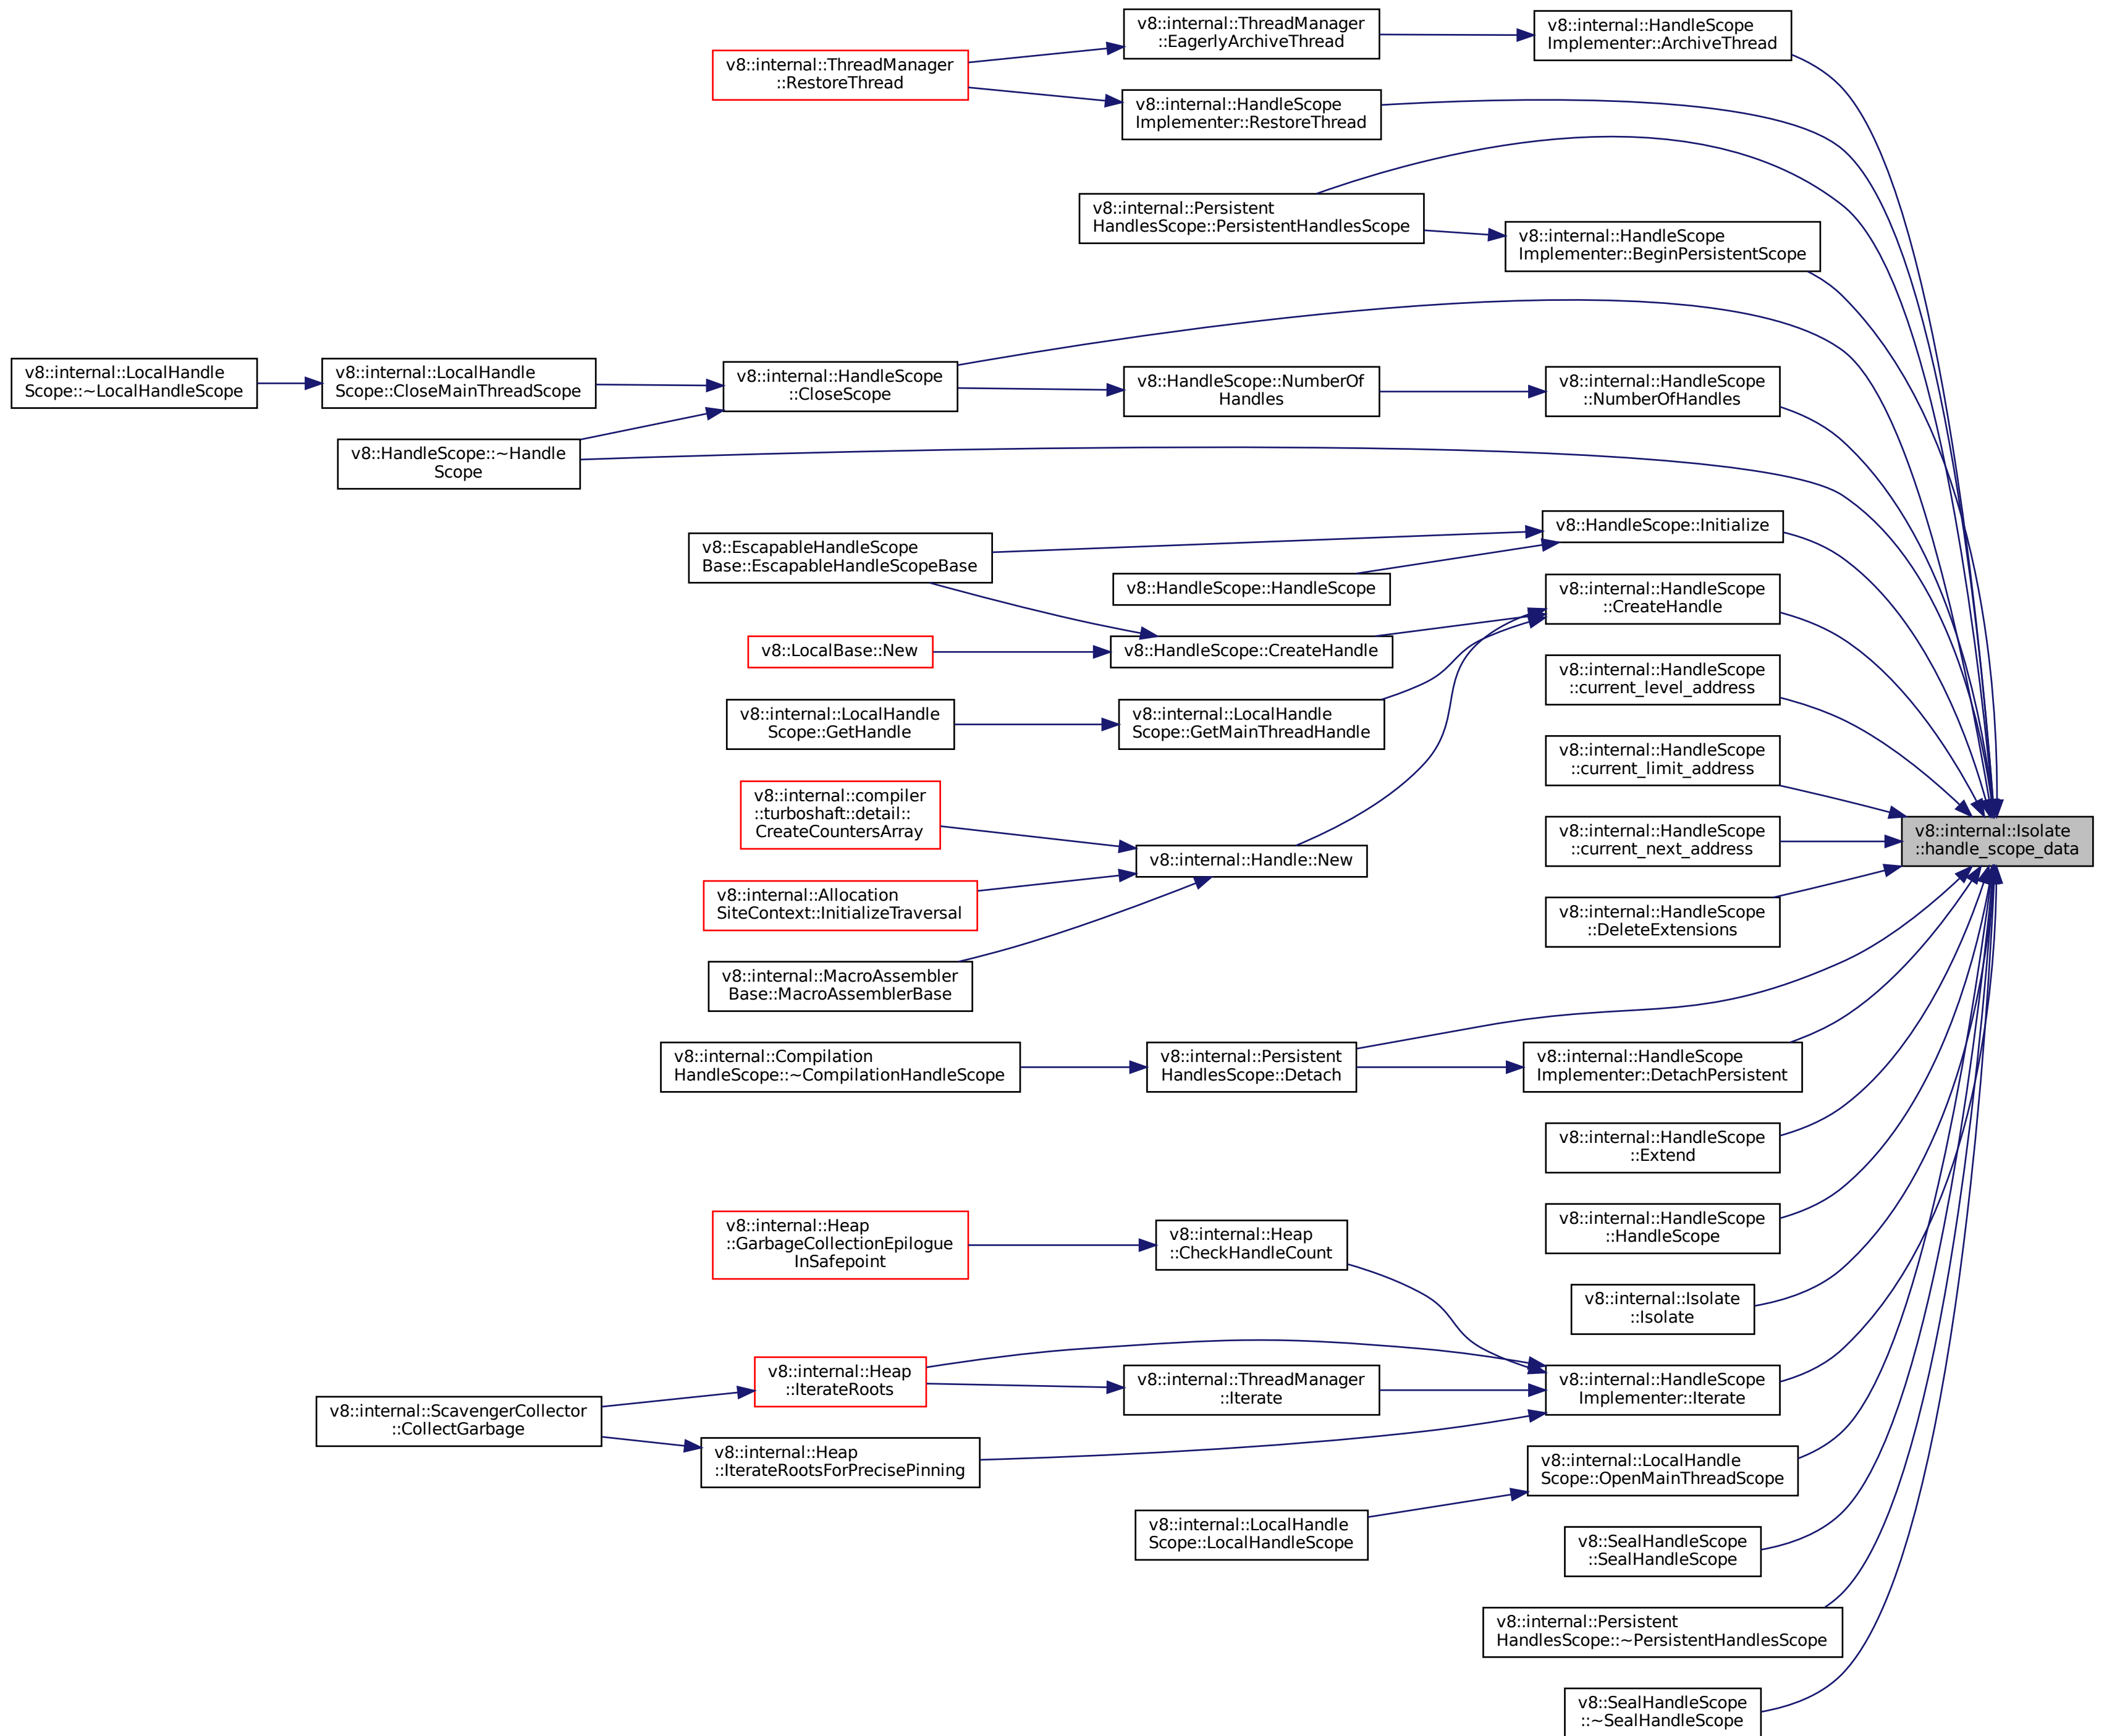 v8::internal::ThreadManager
::EagerlyArchiveThread
v8::internal::HandleScope
Implementer::ArchiveThread
v8::internal::ThreadManager
::RestoreThread
v8::internal::HandleScope
Implementer::RestoreThread
v8::internal::Persistent
HandlesScope::PersistentHandlesScope
v8::internal::HandleScope
Implementer::BeginPersistentScope
v8::internal::LocalHandle
Scope::~LocalHandleScope
v8::internal::LocalHandle
Scope::CloseMainThreadScope
v8::internal::HandleScope
::CloseScope
v8::HandleScope::NumberOf
Handles
v8::internal::HandleScope
::NumberOfHandles
v8::HandleScope::~Handle
Scope
v8::HandleScope::Initialize
v8::EscapableHandleScope
Base::EscapableHandleScopeBase
v8::HandleScope::HandleScope
v8::internal::HandleScope
::CreateHandle
v8::LocalBase::New
v8::HandleScope::CreateHandle
v8::internal::HandleScope
::current_level_address
v8::internal::LocalHandle
Scope::GetHandle
v8::internal::LocalHandle
Scope::GetMainThreadHandle
v8::internal::HandleScope
::current_limit_address
v8::internal::compiler
::turboshaft::detail::
CreateCountersArray
v8::internal::HandleScope
::current_next_address
v8::internal::Isolate
::handle_scope_data
v8::internal::Handle::New
v8::internal::Allocation
SiteContext::InitializeTraversal
v8::internal::HandleScope
::DeleteExtensions
v8::internal::MacroAssembler
Base::MacroAssemblerBase
v8::internal::Compilation
HandleScope::~CompilationHandleScope
v8::internal::Persistent
HandlesScope::Detach
v8::internal::HandleScope
Implementer::DetachPersistent
v8::internal::HandleScope
::Extend
v8::internal::Heap
::GarbageCollectionEpilogue
InSafepoint
v8::internal::Heap
::CheckHandleCount
v8::internal::HandleScope
::HandleScope
v8::internal::Isolate
::Isolate
v8::internal::Heap
::IterateRoots
v8::internal::ThreadManager
::Iterate
v8::internal::HandleScope
Implementer::Iterate
v8::internal::ScavengerCollector
::CollectGarbage
v8::internal::Heap
::IterateRootsForPrecisePinning
v8::internal::LocalHandle
Scope::OpenMainThreadScope
v8::internal::LocalHandle
Scope::LocalHandleScope
v8::SealHandleScope
::SealHandleScope
v8::internal::Persistent
HandlesScope::~PersistentHandlesScope
v8::SealHandleScope
::~SealHandleScope